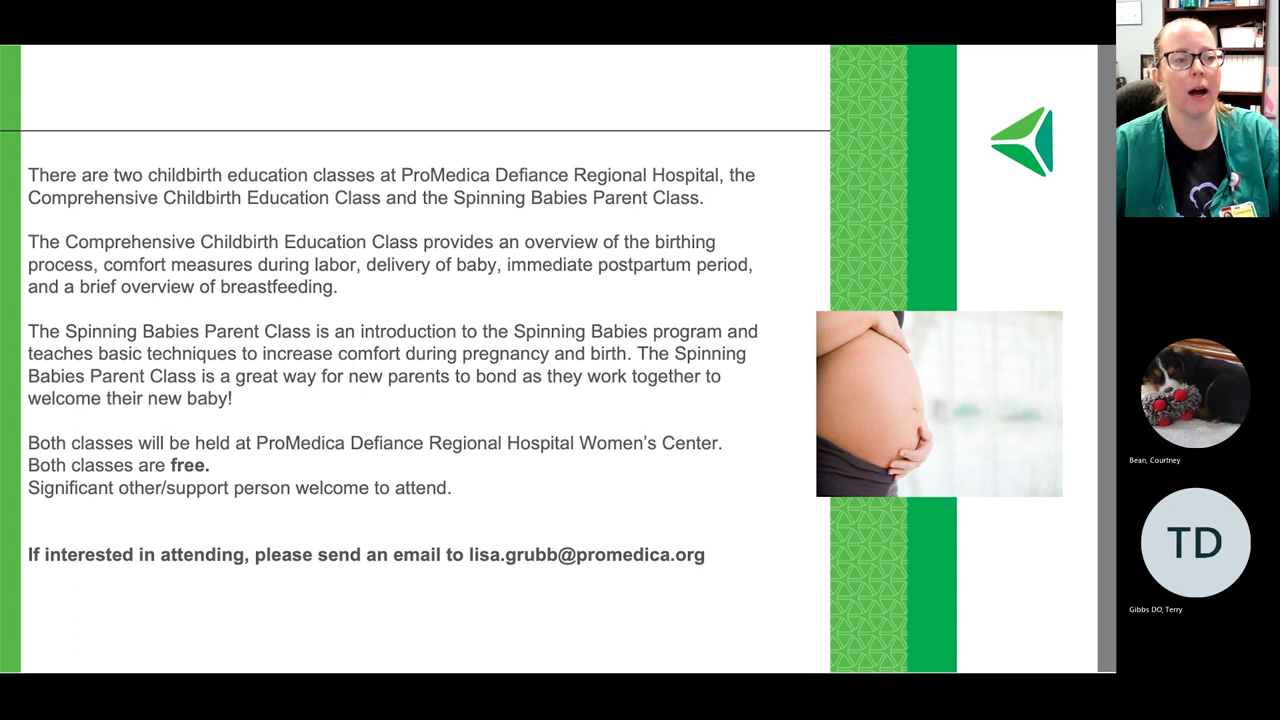 There are two childbirth education classes at ProMedica Defiance Regional Hospital, the
Comprehensive Childbirth Education Class and the Spinning Babies Parent Class.
The Comprehensive Childbirth Education Class provides an overview of the birthing
process, comfort measures during labor, delivery of baby, immediate postpartum period,
and a brief overview of breastfeeding.
The Spinning Babies Parent Class is an introduction to the Spinning Babies program and
teaches basic techniques to increase comfort during pregnancy and birth. The Spinning
Babies Parent Class is a great way for new parents to bond as they work together to
welcome their new baby!
Both classes will be held at ProMedica Defiance Regional Hospital Women’s Center.
Both classes are free.
Significant other/support person welcome to attend.
If interested in attending, please send an email to lisa.grubb@promedica.org
Bean, Courtney
TD
Gibbs DO, Terry